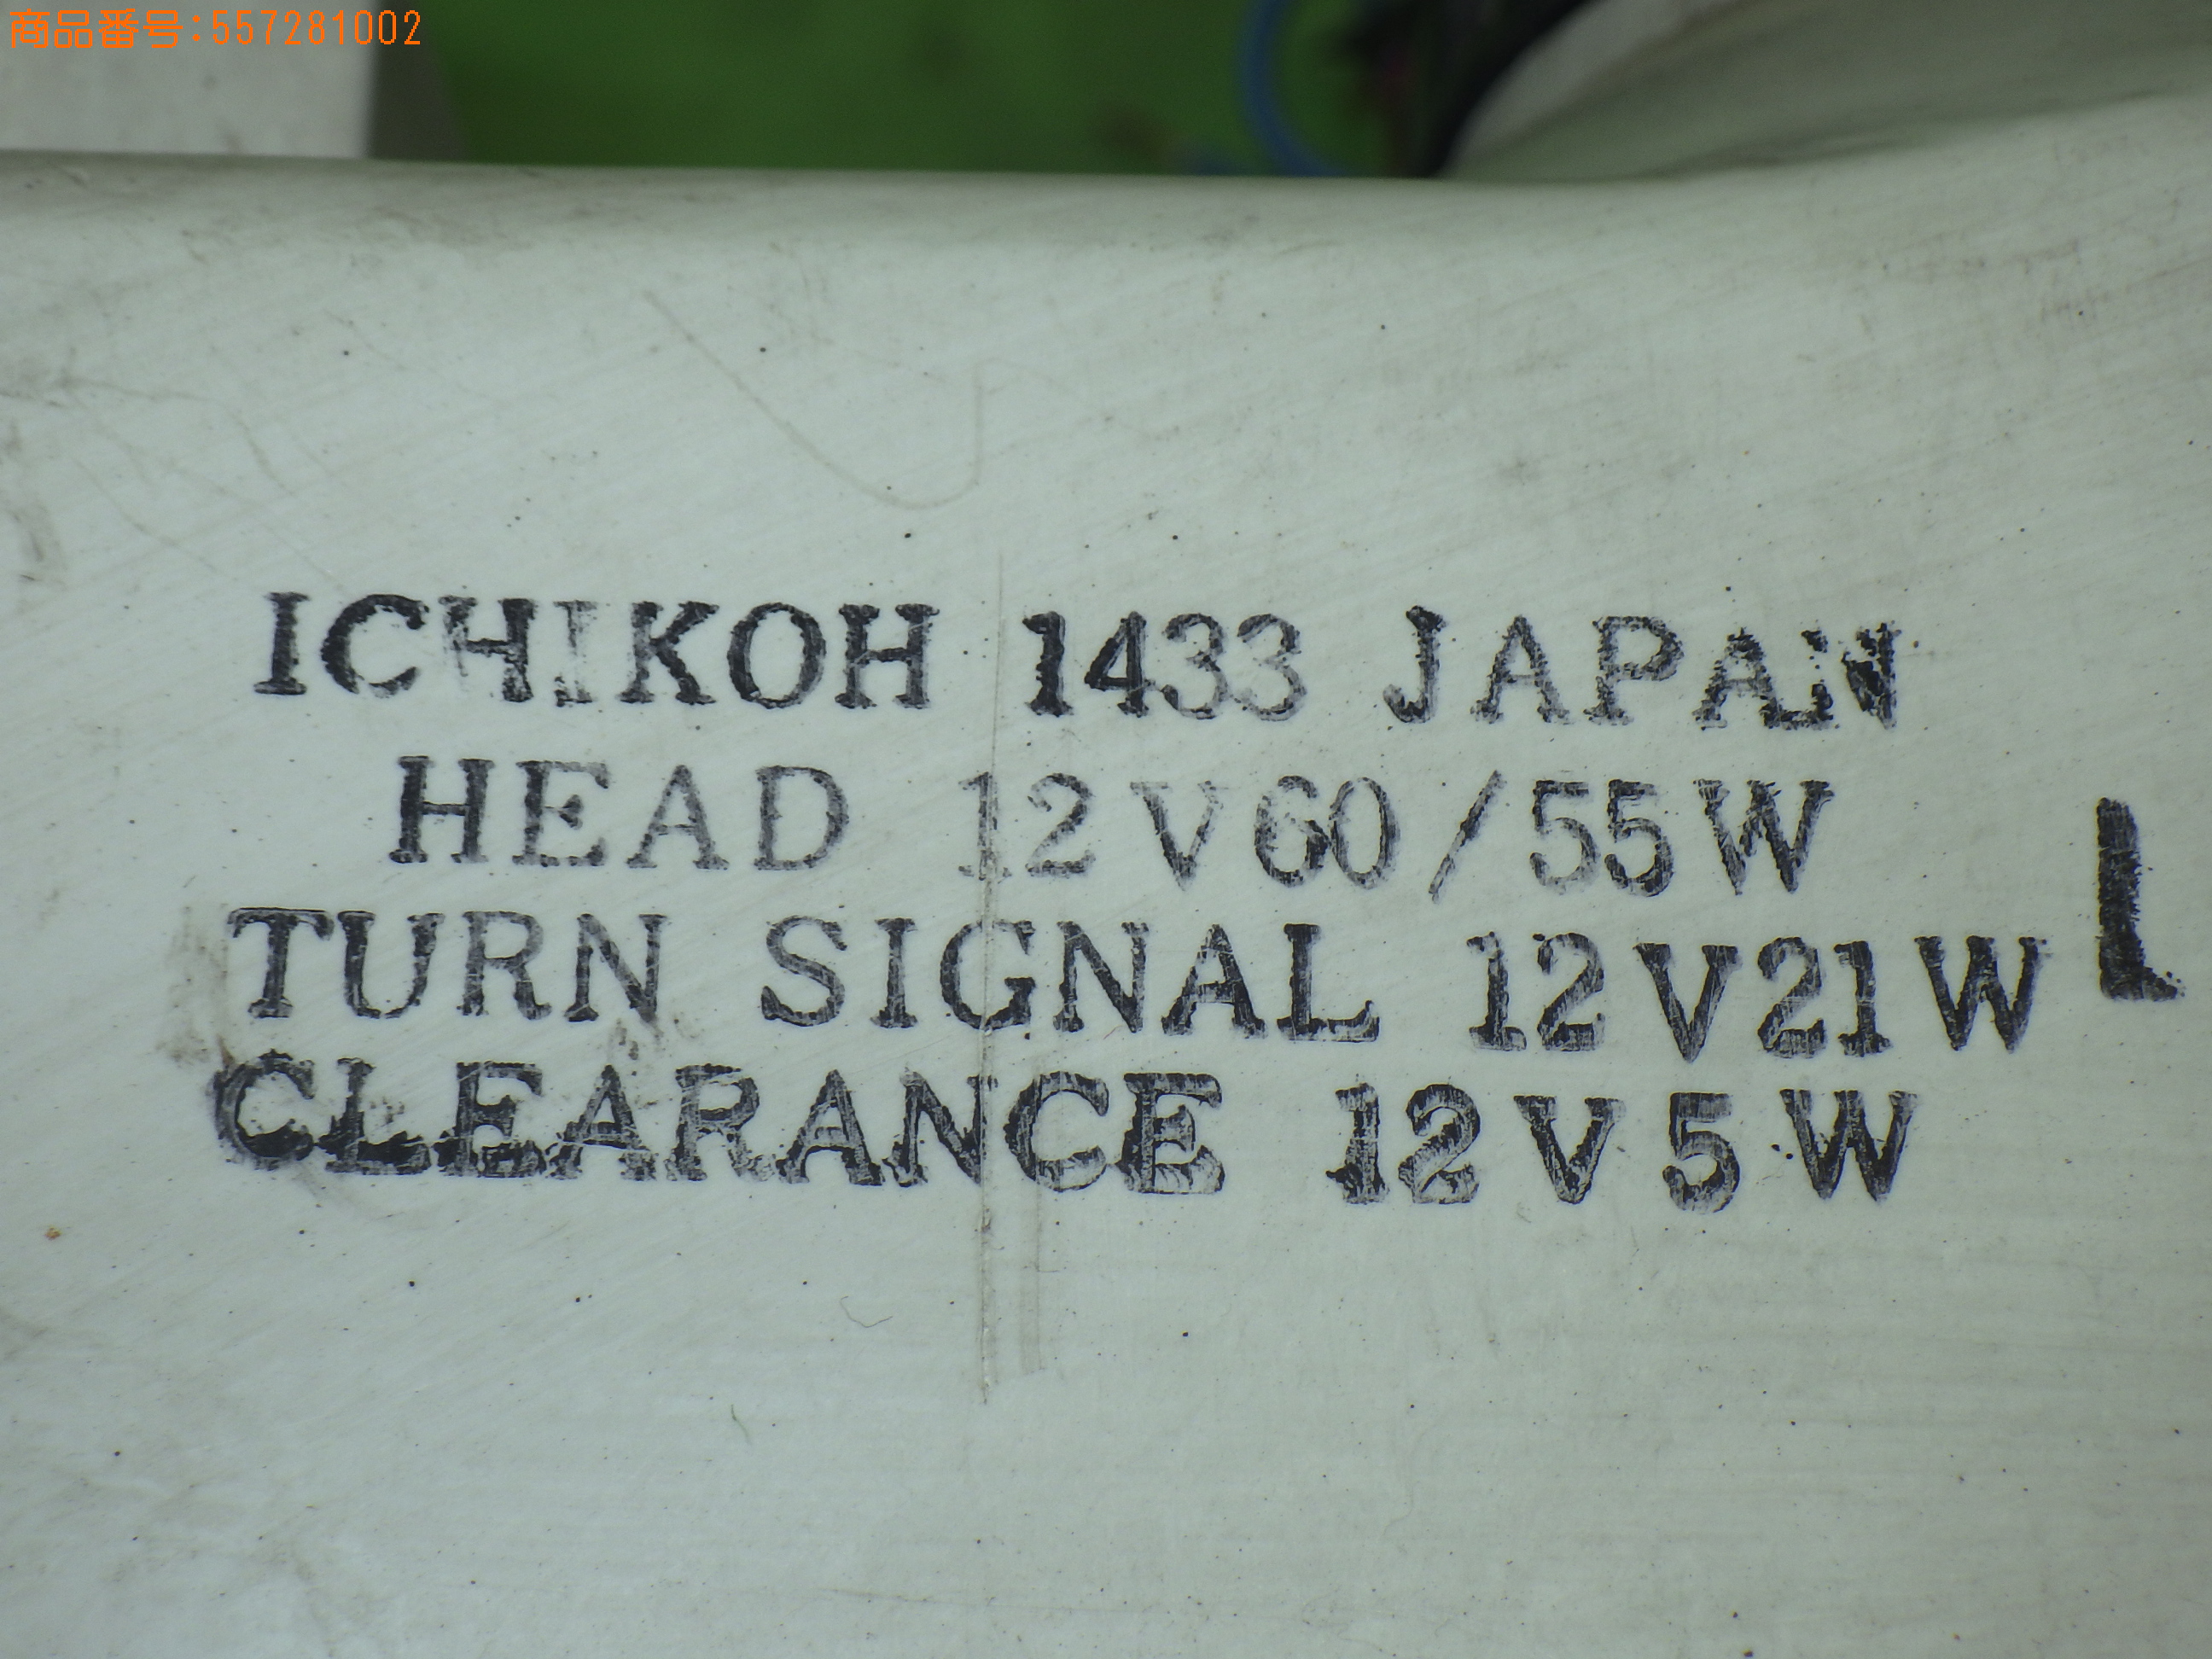 商品番号:557281002
ICHIKOH 1433 JAPAN
HEAD 12V60/55W
TURN SIGNAL 12V21W
L
CLEARANCE 12V5W